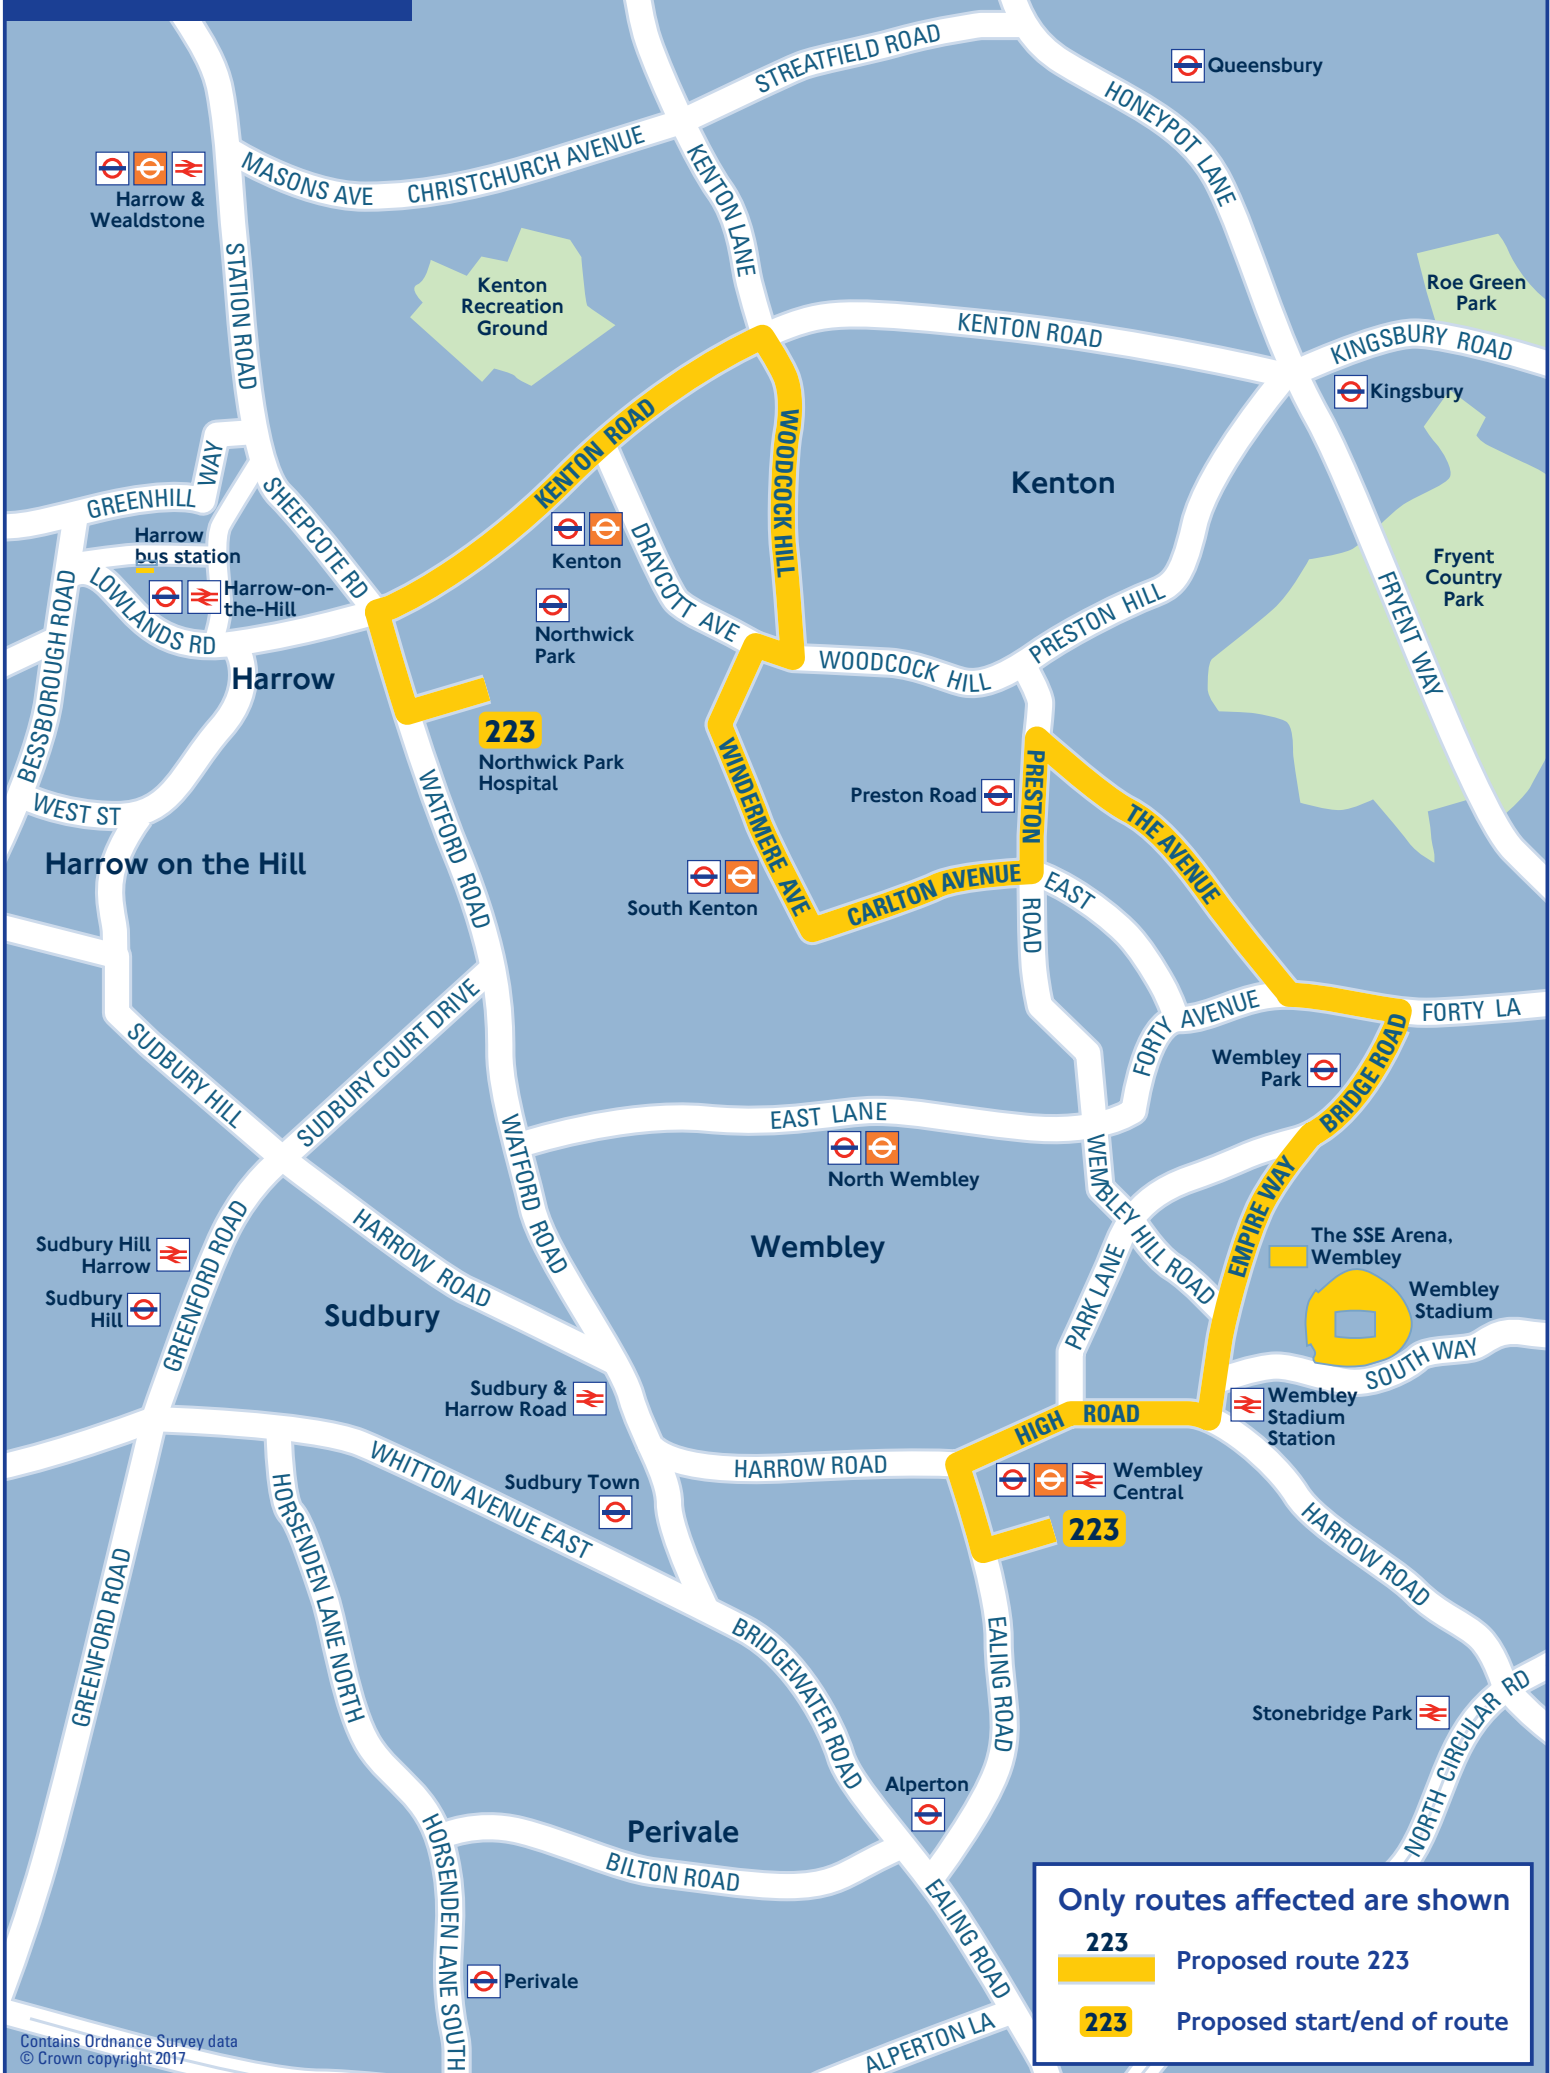 STREATFIELD ROAD
Queensbury
HONEYPOT LANE
MASONS AVE
CHRISTCHURCH AVENUE
KENTON LANE
Harrow &
Wealdstone
STATION ROAD
Kenton
Recreation
Ground
Roe Green
Park
KENTON ROAD
KINGSBURY ROAD
Kingsbury
KENTON ROAD
WOODCOCK HILL
Kenton
GREENHILL WAY
SHEEPCOTE RD
Harrow
bus station
Kenton
DRAYCOTT AVE
Fryent
Country
Park
FRYENT WAY
LOWLANDS RD
Harrow-on-
the-Hill
BESSBOROUGH ROAD
Northwick
Park
PRESTON HILL
WOODCOCK HILL
Harrow
223
Northwick Park
Hospital
WINDERMERE AVE
PRESTON
ROAD
Preston Road
THE AVENUE
WEST ST
WATFORD ROAD
Harrow on the Hill
South Kenton
CARLTON AVENUE
EAST
SUDBURY COURT DRIVE
FORTY AVENUE
FORTY LA
SUDBURY HILL
Wembley
Park
BRIDGE ROAD
EAST LANE
North Wembley
WATFORD ROAD
WEMBLEY HILL ROAD
EMPIRE WAY
Sudbury Hill
Harrow
GREENFORD ROAD
HARROW ROAD
Wembley
The SSE Arena,
Wembley
Sudbury
Hill
Sudbury
PARK LANE
Wembley
Stadium
SOUTH WAY
Sudbury &
Harrow Road
HIGH ROAD
Wembley
Stadium
Station
WHITTON AVENUE EAST
HARROW ROAD
Sudbury Town
Wembley
Central
223
HARROW ROAD
HORSENDEN LANE NORTH
GREENFORD ROAD
BRIDGEWATER ROAD
EALING ROAD
Stonebridge Park
NORTH CIRCULAR RD
Alperton
Perivale
HORSENDEN LANE SOUTH
BILTON ROAD
EALING ROAD
Perivale
ALPERTON LA
Only routes affected are shown
223
Proposed route 223
223
Proposed start/end of route
Contains Ordnance Survey data
© Crown copyright 2017